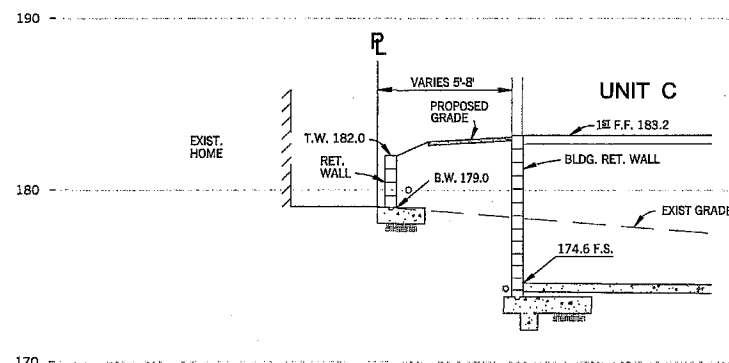 190
PL
VARIES 5'-8'
UNIT C
PROPOSED
GRADE
1ST F.F. 183.2
EXIST.
HOME
T.W. 182.0
RET.
WALL
BLDG. RET. WALL
B.W. 179.0
180
EXIST GRADE
174.6 F.S.
170